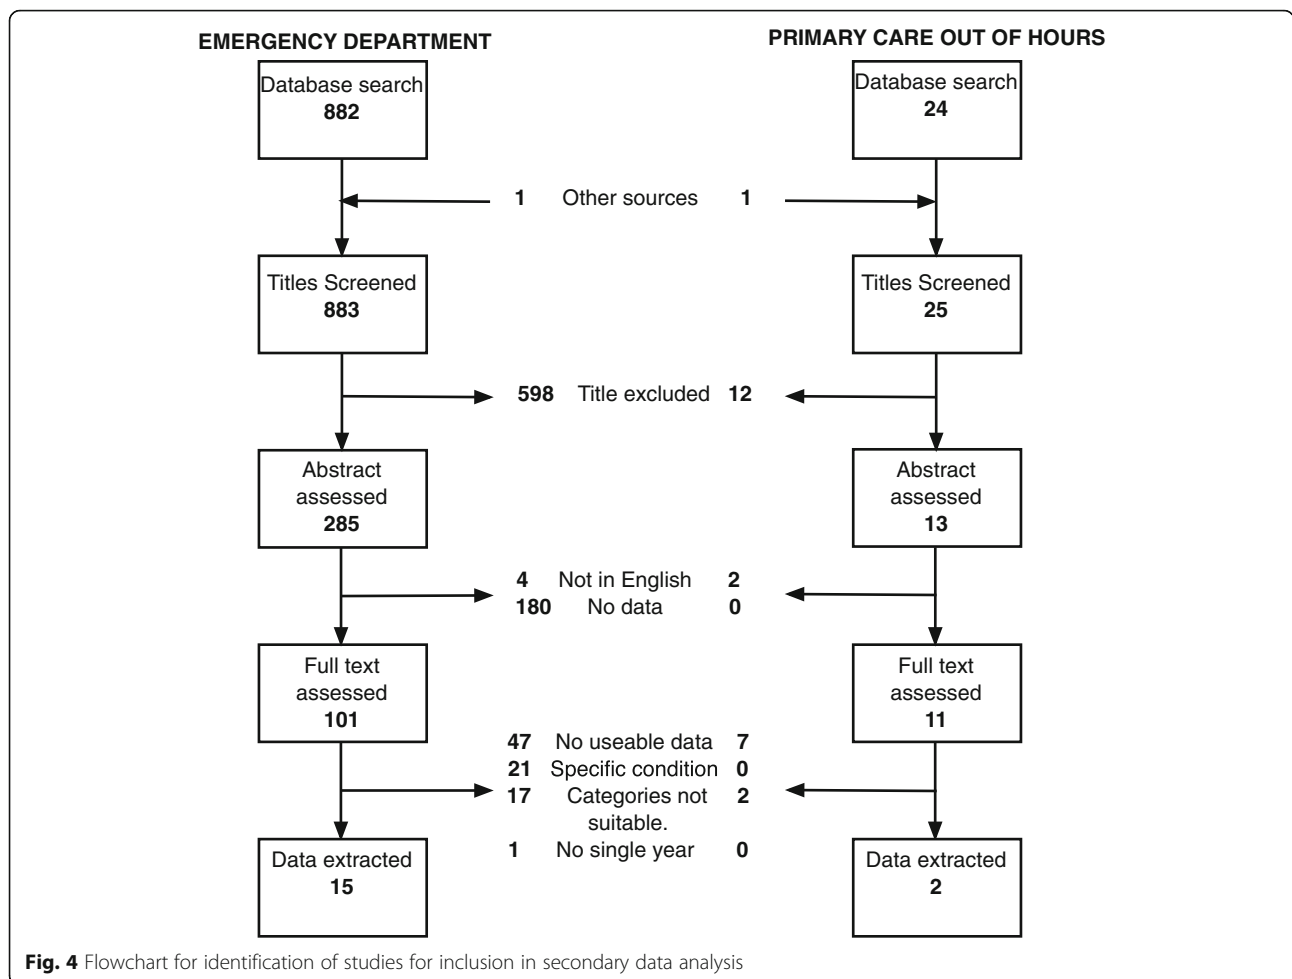 EMERGENCY DEPARTMENT
PRIMARY CARE OUT OF HOURS
Database search
882
Database search
24
1 Other sources 1
Titles Screened
883
Titles Screened
25
598 Title excluded 12
Abstract
assessed
285
Abstract
assessed
13
4 Not in English 2
180 No data 0
Full text
assessed
101
Full text
assessed
11
47 No useable data 7
21 Specific condition 0
17 Categories not 2
suitable.
1 No single year 0
Data extracted
15
Data extracted
2
Fig. 4 Flowchart for identification of studies for inclusion in secondary data analysis